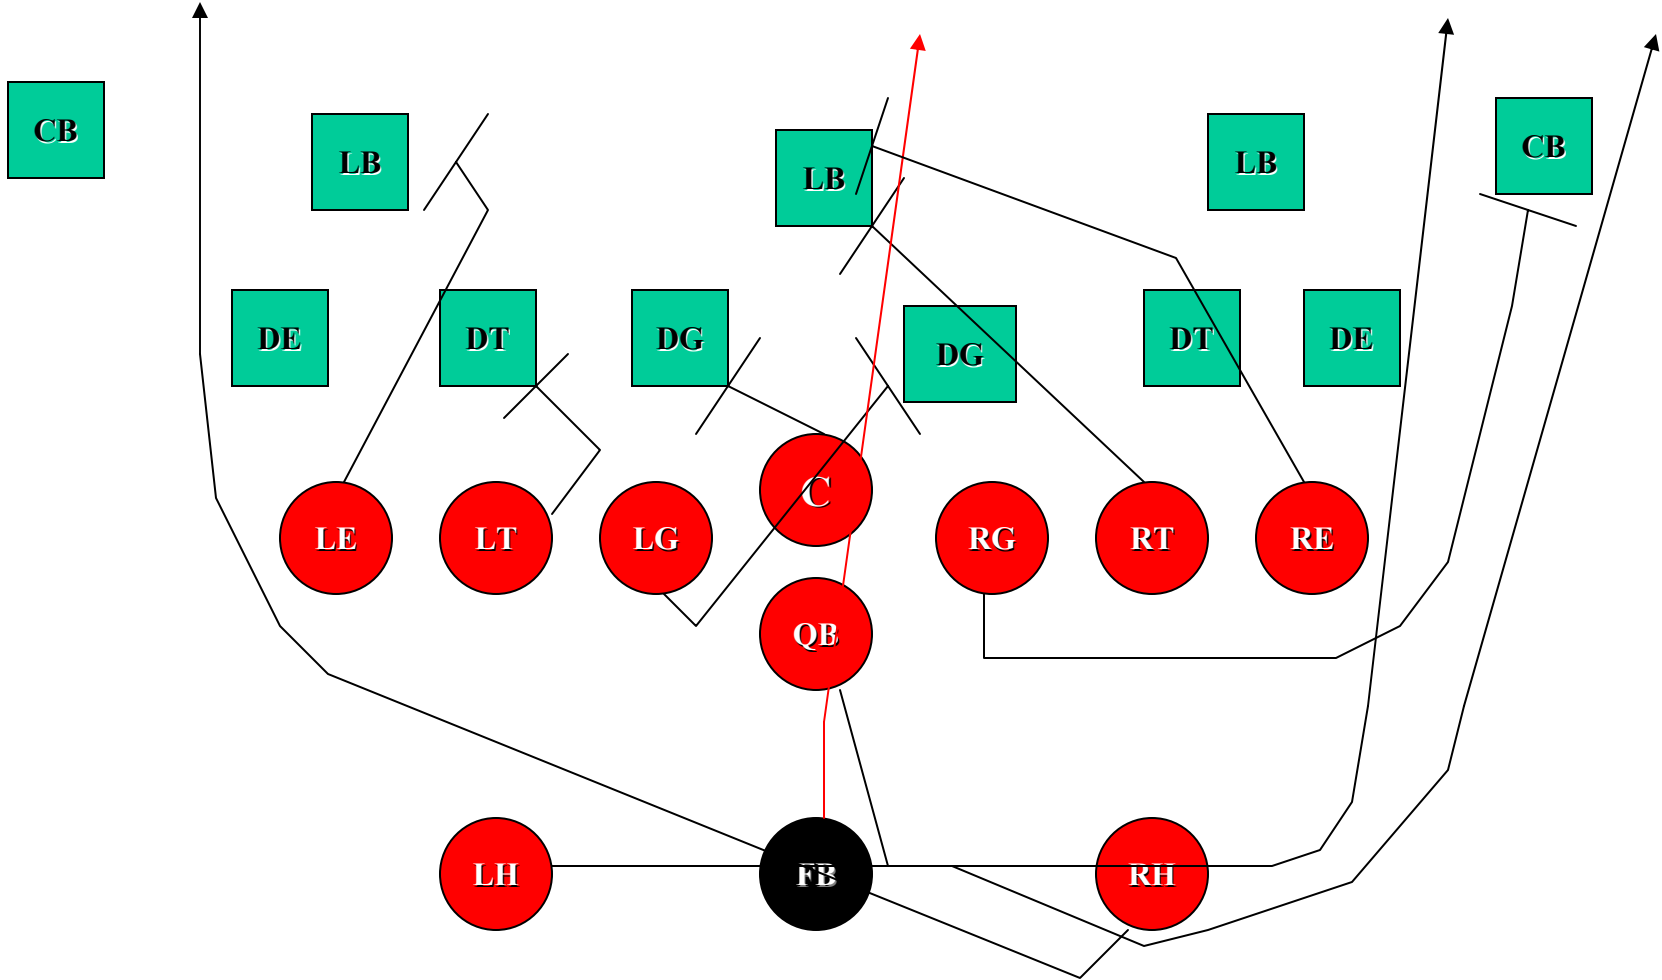 CB
LB
LB
LB
CB
DE
DT
DG
DG
DT
DE
LE
LT
LG
C
RG
RT
RE
QB
LH
FB
RH